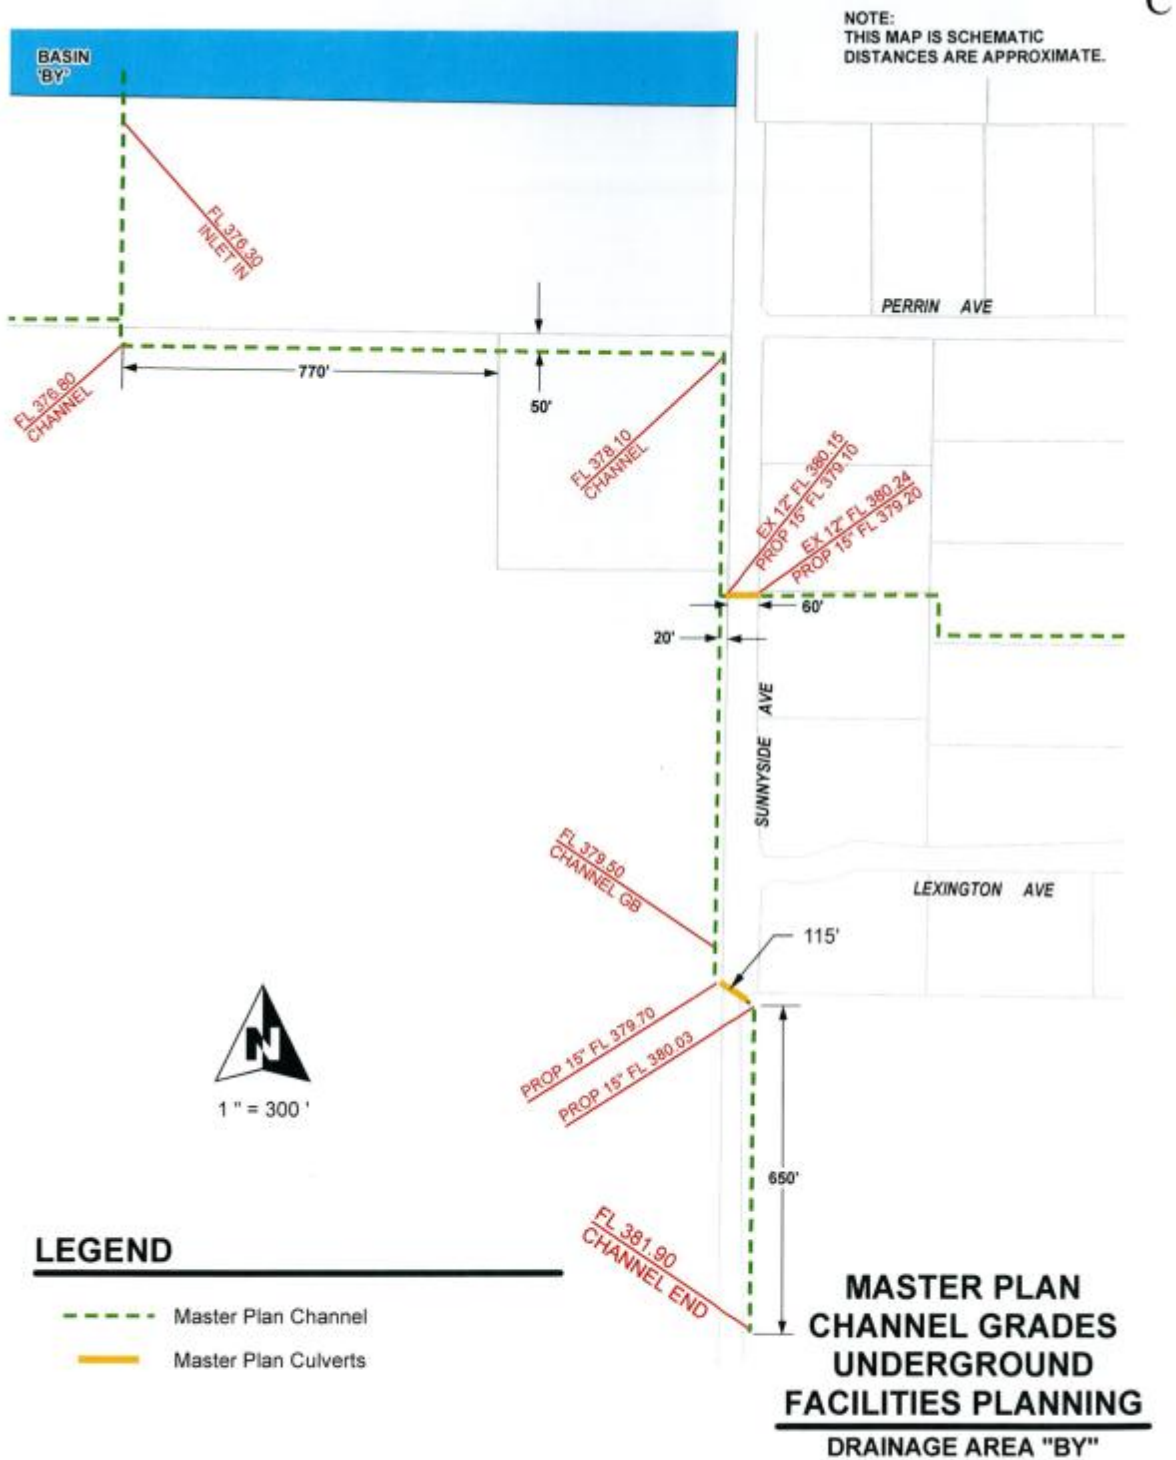 C
NOTE:
THIS MAP IS SCHEMATIC
DISTANCES ARE APPROXIMATE.
BASIN
'BY'
FL 376.30
INLET IN
PERRIN AVE
FL 376.80
CHANNEL
770'
50'
FL 378.10
CHANNEL
EX 12" FL 380.15
PROP 15" FL 379.10
EX 12" FL 380.24
PROP 15" FL 379.20
60'
20'
SUNNYSIDE AVE
FL 379.50
CHANNEL GB
LEXINGTON AVE
115'
N
1 " = 300 '
PROP 15" FL 379.70
PROP 15" FL 380.03
650'
FL 381.90
CHANNEL END
LEGEND
Master Plan Channel
Master Plan Culverts
MASTER PLAN
CHANNEL GRADES
UNDERGROUND
FACILITIES PLANNING
DRAINAGE AREA "BY"